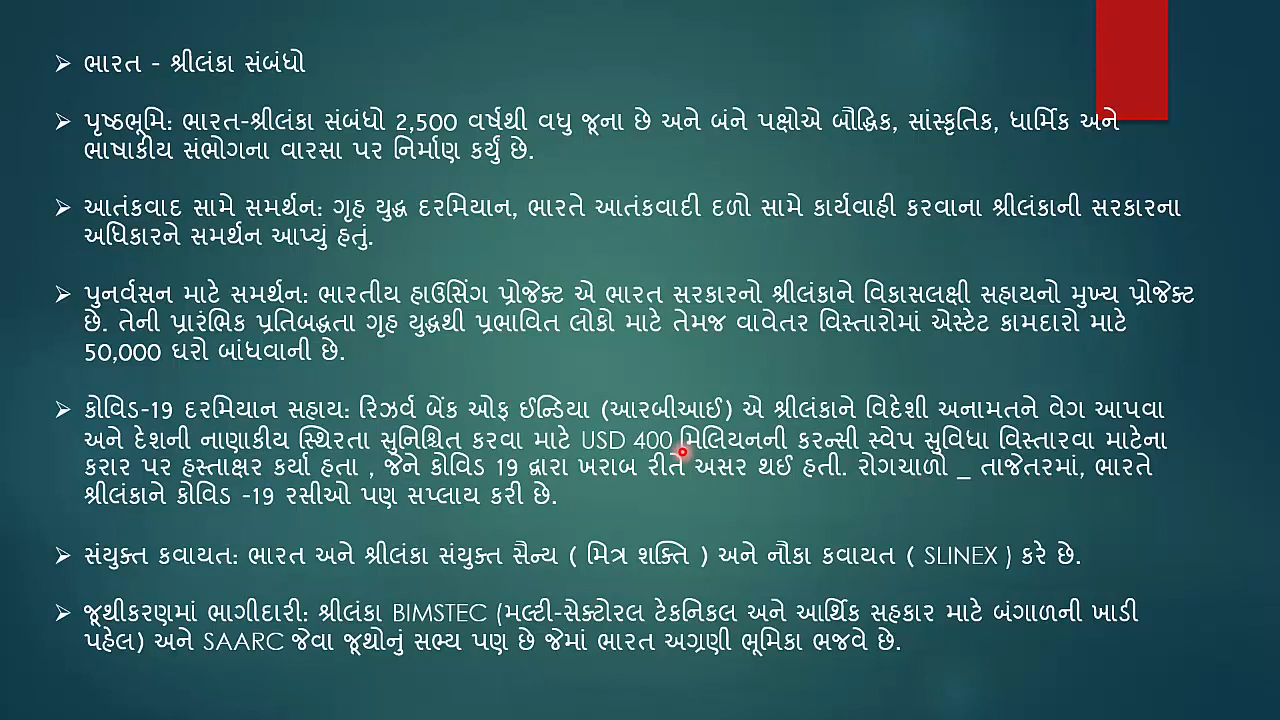 ➢ ભારત - શ્રીલંકા સંબંધો
➢ પૃષ્ઠભૂમિ: ભારત-શ્રીલંકા સંબંધો 2,500 વર્ષથી વધુ જૂના છે અને બંને પક્ષોએ બૌદ્ધિક, સાંસ્કૃતિક, ધાર્મિક અને
ભાષાકીય સંભોગના વારસા પર નિર્માણ કર્યું છે.
➢ આતંકવાદ સામે સમર્થન: ગૃહ યુદ્ધ દરમિયાન, ભારતે આતંકવાદી દળો સામે કાર્યવાહી કરવાના શ્રીલંકાની સરકારના
અધિકારને સમર્થન આપ્યું હતું.
➢ પુનર્વસન માટે સમર્થન: ભારતીય હાઉસિંગ પ્રોજેક્ટ એ ભારત સરકારનો શ્રીલંકાને વિકાસલક્ષી સહાયનો મુખ્ય પ્રોજેક્ટ
છે. તેની પ્રારંભિક પ્રતિબદ્ધતા ગૃહ યુદ્ધથી પ્રભાવિત લોકો માટે તેમજ વાવેતર વિસ્તારોમાં એસ્ટેટ કામદારો માટે
50,000 ઘરો બાંધવાની છે.
➢ કોવિડ-19 દરમિયાન સહાય: રિઝર્વ બેંક ઓફ ઈન્ડિયા (આરબીઆઈ) એ શ્રીલંકાને વિદેશી અનામતને વેગ આપવા
અને દેશની નાણાકીય સ્થિરતા સુનિશ્ચિત કરવા માટે USD 400 મિલિયનની કરન્સી સ્વેપ સુવિધા વિસ્તારવા માટેના
કરાર પર હસ્તાક્ષર કર્યા હતા , જેને કોવિડ 19 દ્વારા ખરાબ રીતે અસર થઈ હતી. રોગચાળો _ તાજેતરમાં, ભારતે
શ્રીલંકાને કોવિડ -19 રસીઓ પણ સપ્લાય કરી છે.
➢ સંયુક્ત કવાયત: ભારત અને શ્રીલંકા સંયુક્ત સૈન્ય ( મિત્ર શક્તિ ) અને નૌકા કવાયત ( SLINEX ) કરે છે.
➢ જૂથીકરણમાં ભાગીદારી: શ્રીલંકા BIMSTEC (મલ્ટી-સેક્ટોરલ ટેકનિકલ અને આર્થિક સહકાર માટે બંગાળની ખાડી
પહેલ) અને SAARC જેવા જૂથોનું સભ્ય પણ છે જેમાં ભારત અગ્રણી ભૂમિકા ભજવે છે.